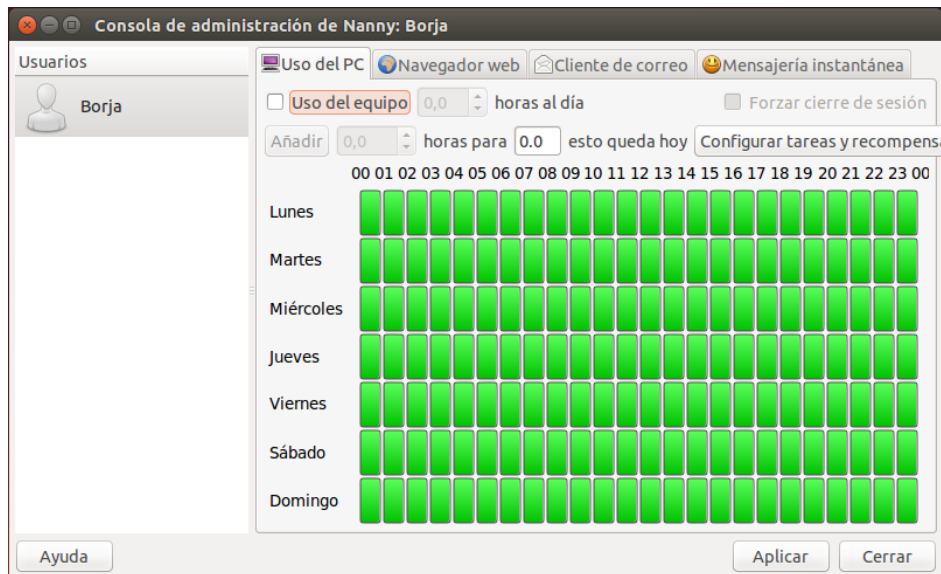 Consola de administración de Nanny: Borja
Usuarios
Borja
Uso del PC Navegador web Cliente de correo Mensajería instantánea
Uso del equipo 0,0 horas al día Forzar cierre de sesión
Añadir 0,0 horas para 0.0 esto queda hoy Configurar tareas y recompensa
00 01 02 03 04 05 06 07 08 09 10 11 12 13 14 15 16 17 18 19 20 21 22 23 00
Lunes
Martes
Miércoles
Jueves
Viernes
Sábado
Domingo
Ayuda Aplicar Cerrar